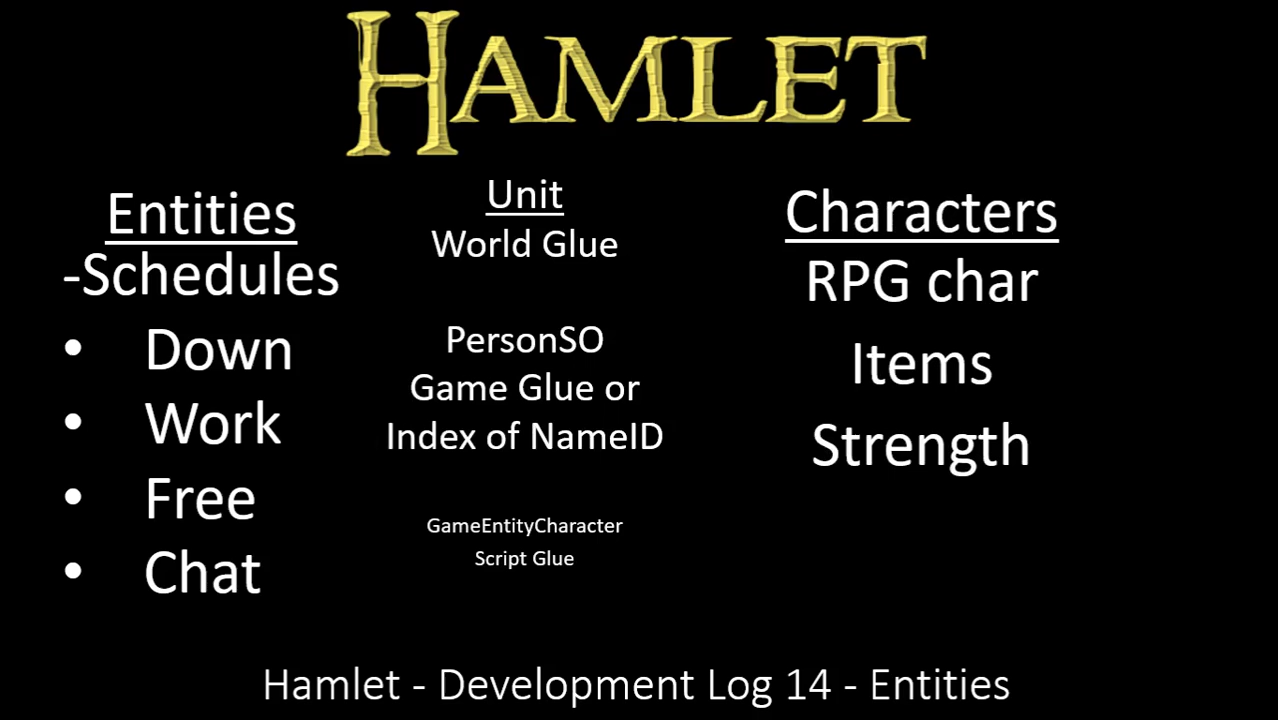 HAMLET
Entities
-Schedules
• Down
• Work
• Free
• Chat
Unit
World Glue
PersonSO
Game Glue or
Index of NameID
GameEntityCharacter
Script Glue
Characters
RPG char
Items
Strength
Hamlet - Development Log 14 - Entities